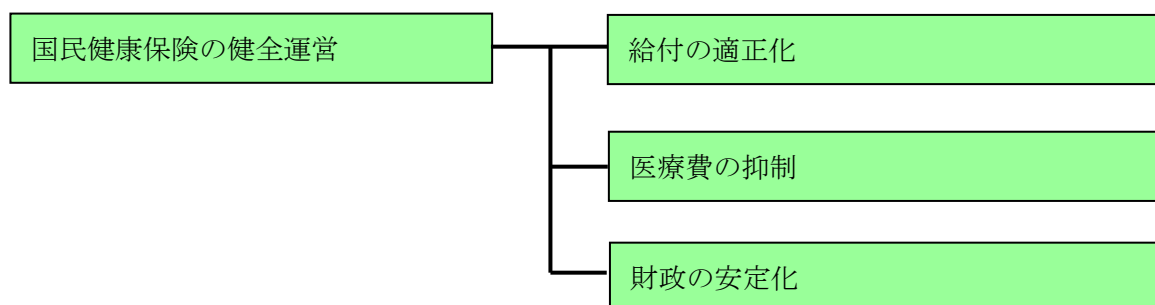 国民健康保険の健全運営
給付の適正化
医療費の抑制
財政の安定化